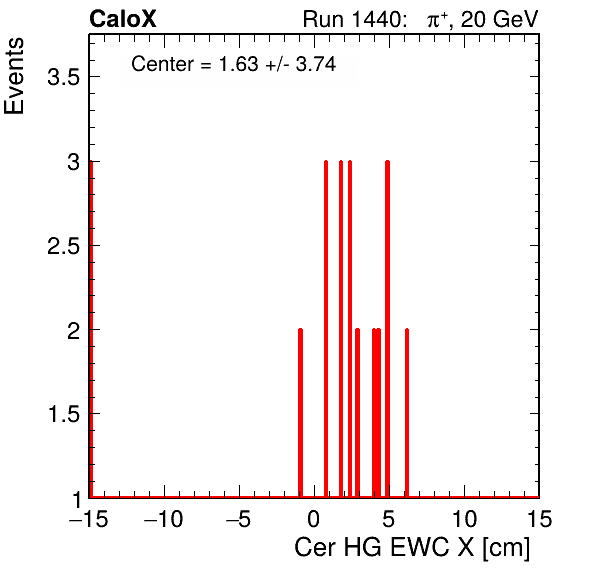 CaloX Run 1440: π⁺, 20 GeV
Center = 1.63 +/- 3.74
Events
3.5
3
2.5
2
1.5
1
−15 −10 −5 0 5 10 15
Cer HG EWC X [cm]